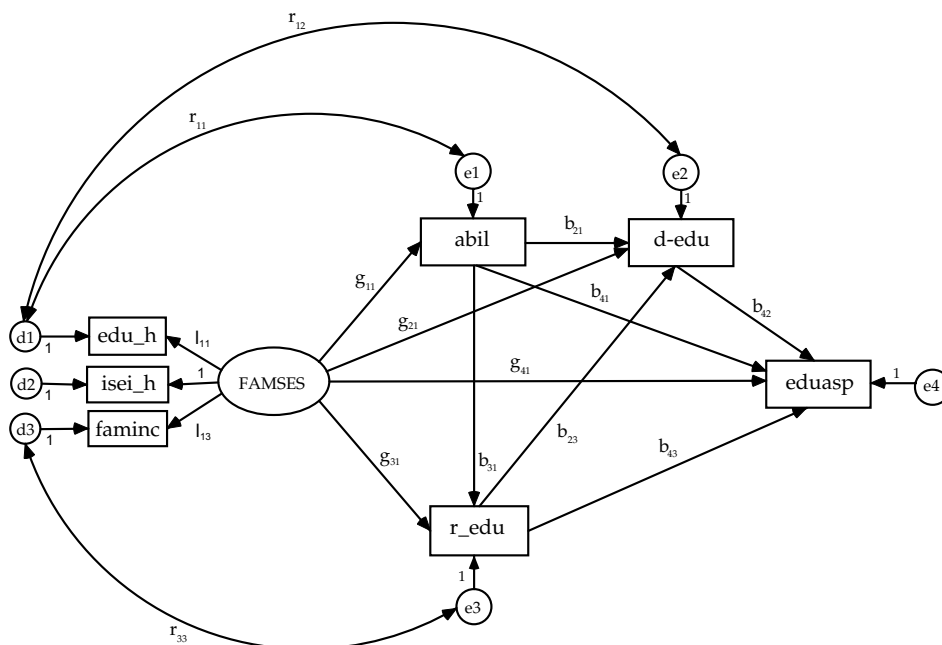 r12
r11
e1
e2
1
1
abil
b21
d-edu
g11
b41
g21
b42
d1
1
edu_h
l11
d2
1
isei_h
1
FAMSES
g41
eduasp
1
e4
d3
1
faminc
l13
g31
b31
b23
b43
r_edu
1
e3
r33